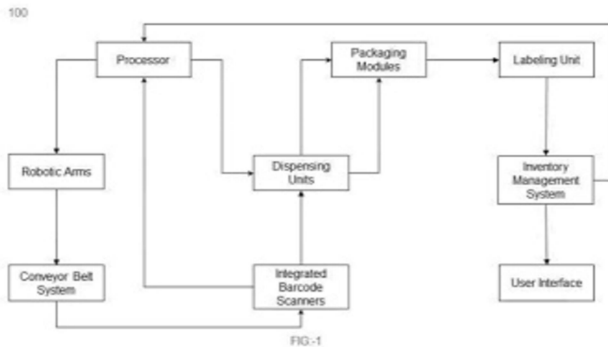 100
Processor
Packaging
Modules
Labeling Unit
Robotic Arms
Dispensing
Units
Inventory
Management
System
Conveyor Belt
System
Integrated
Barcode
Scanners
User Interface
FIG:-1